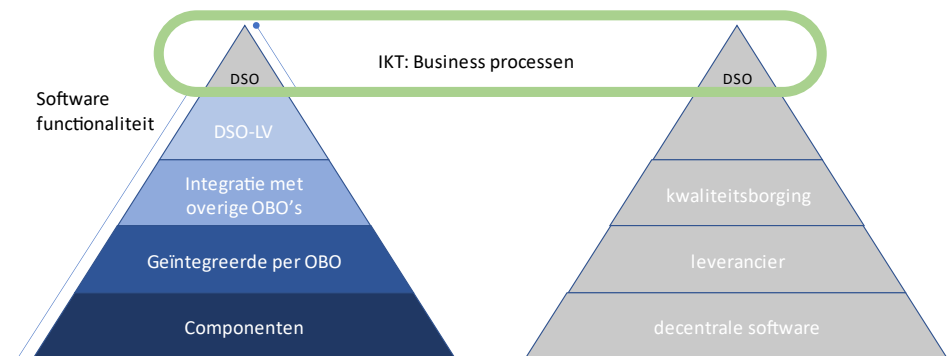 IKT: Business processen
DSO
DSO
Software
functionaliteit
DSO-LV
Integratie met
overige OBO's
kwaliteitsborging
Geïntegreerde per OBO
leverancier
Componenten
decentrale software